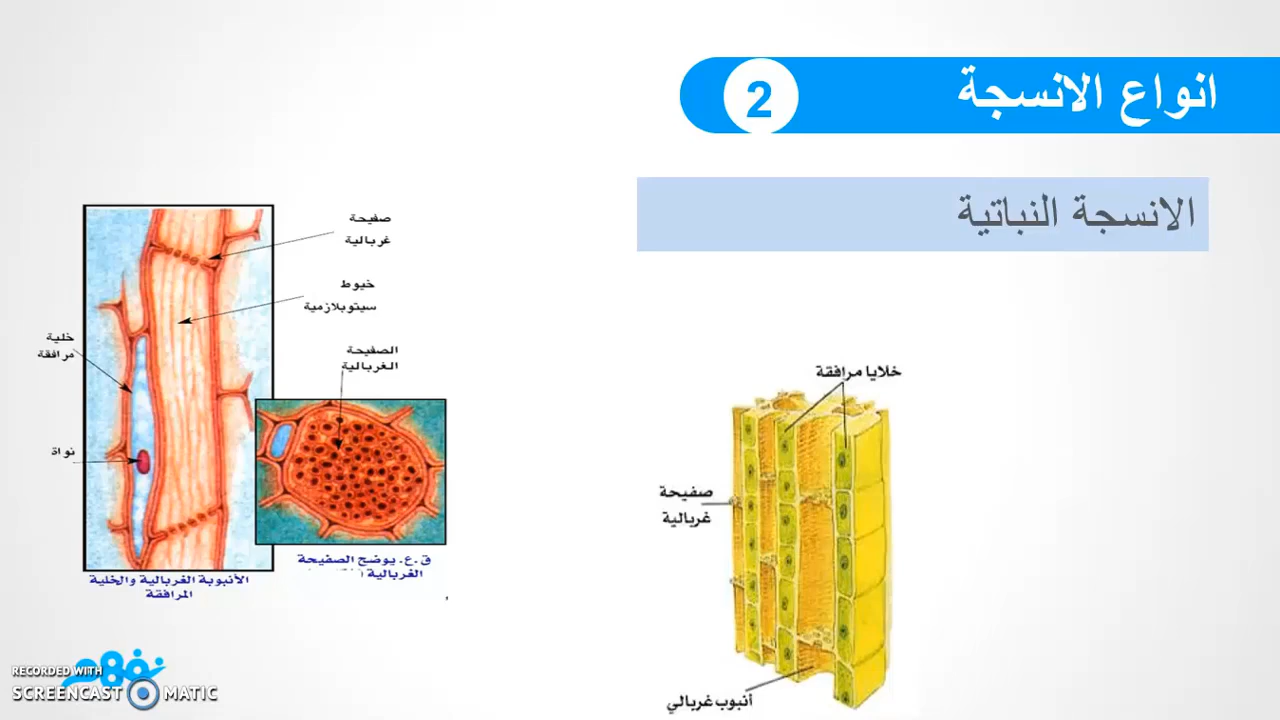 انواع الانسجة
2
الانسجة النباتية
صفيحة
غربالية
خيوط
سيتوبلازمية
خلية
مرافقة
الصفيحة
الغربالية
نواة
ق.ع. يوضح الصفيحة
الغربالية
الأنبوبة الغربالية والخلية
المرافقة
خلايا مرافقة
صفيحة
غربالية
أنبوب غربالي
نفهم
RECORDED WITH
SCREENCAST MATIC